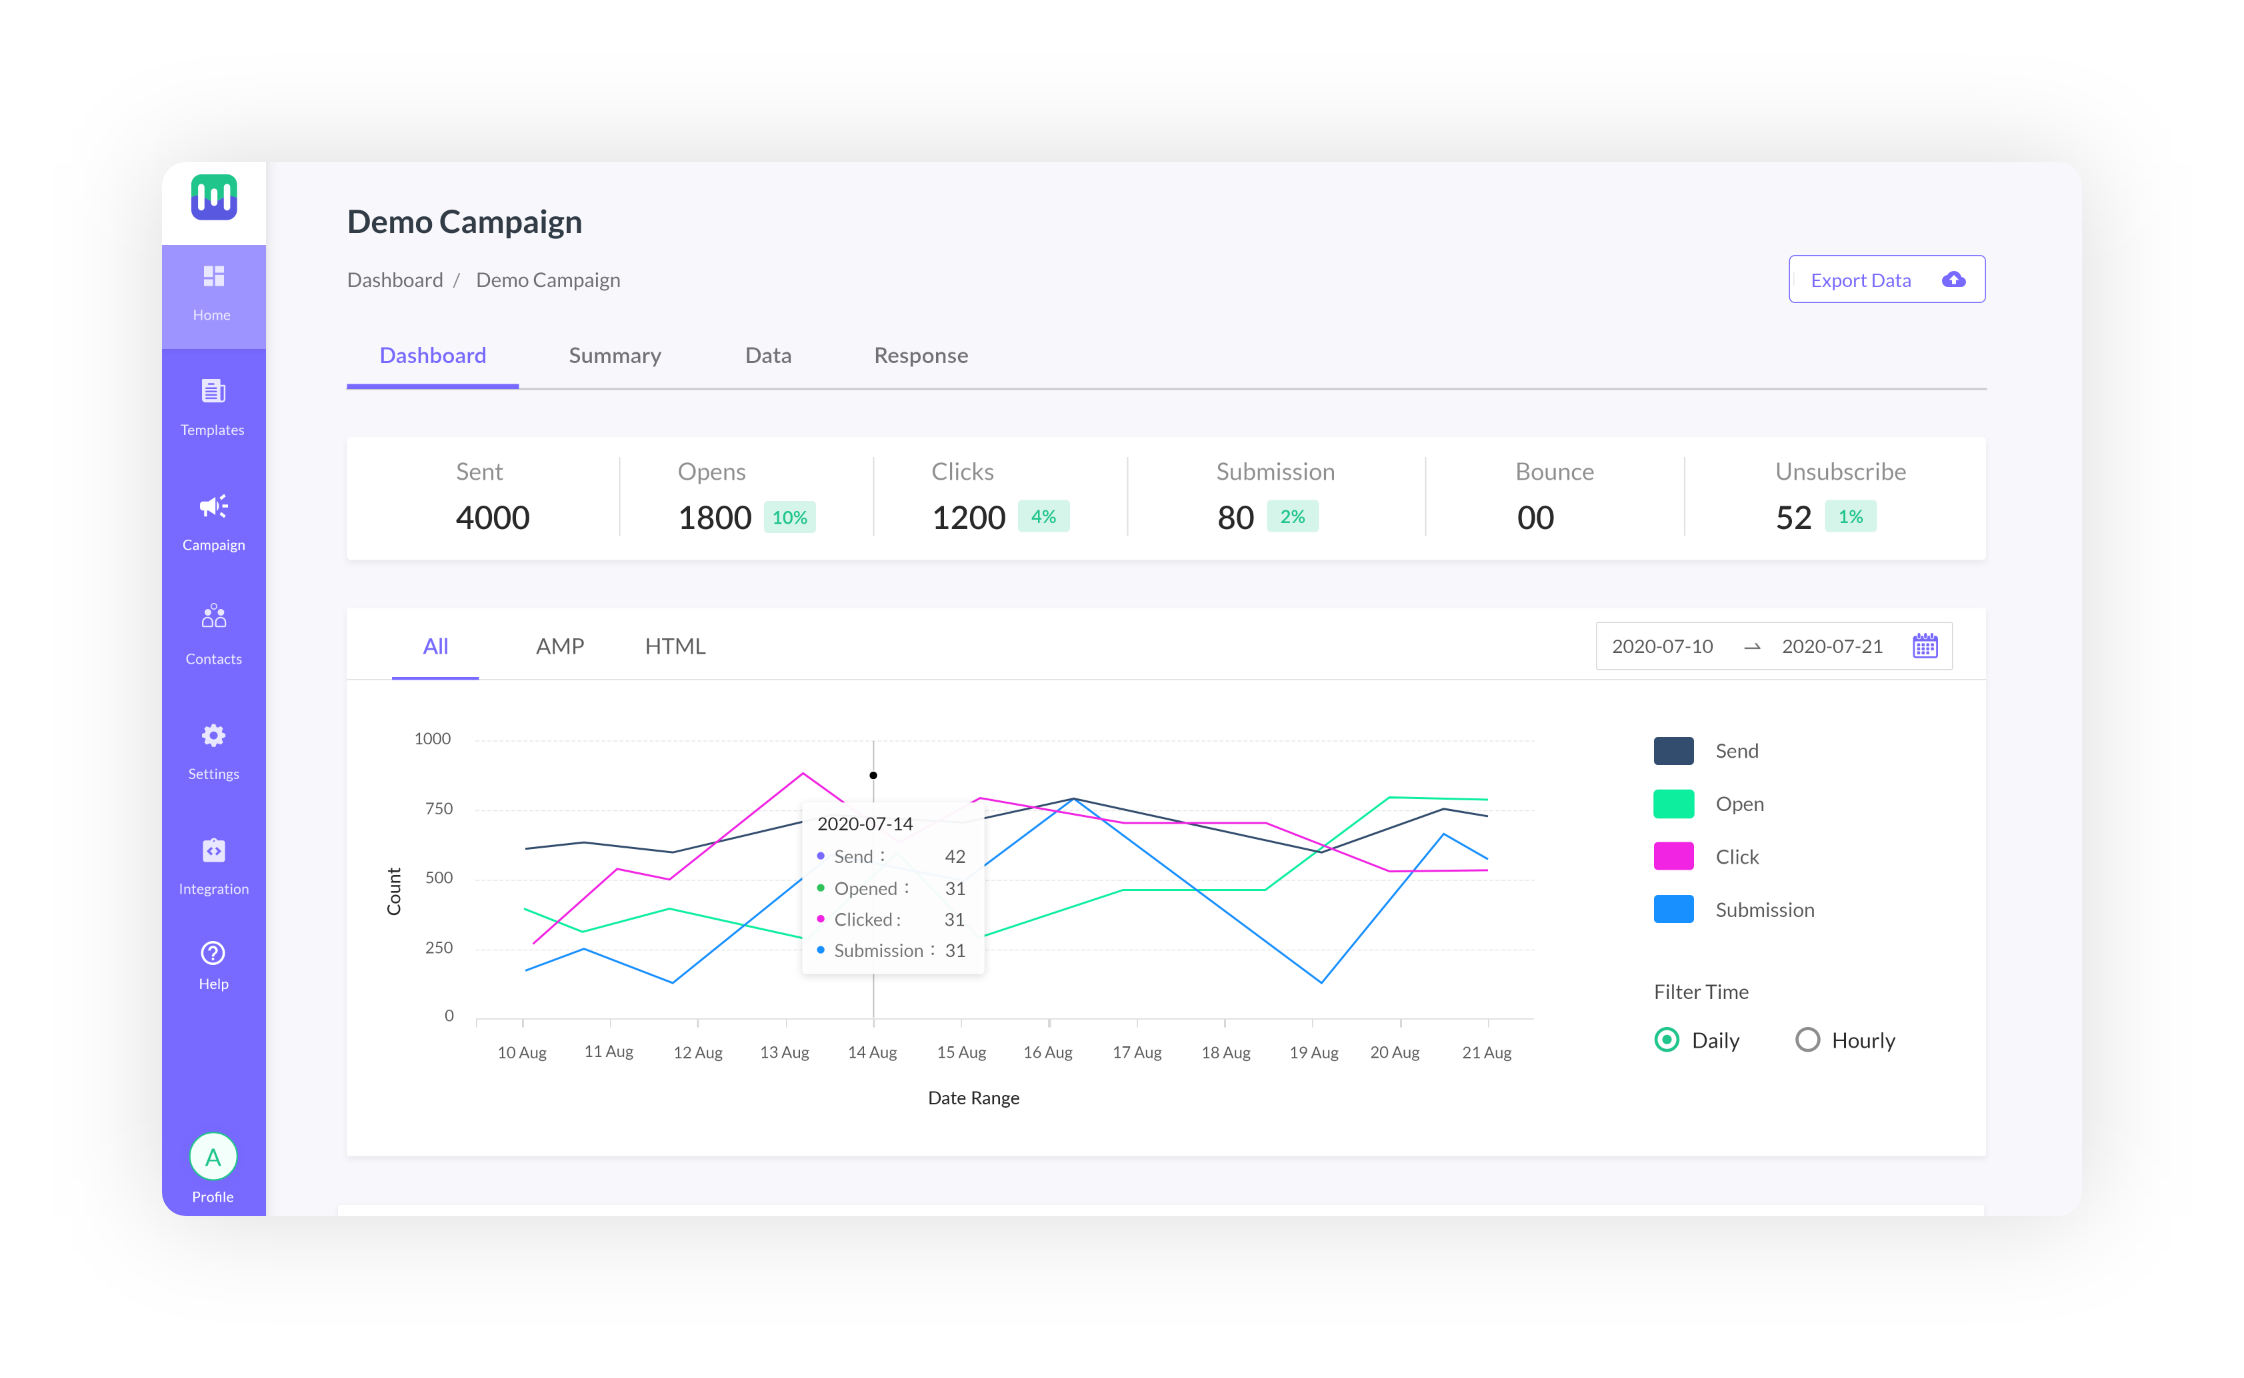 Demo Campaign
Dashboard / Demo Campaign
Export Data
Dashboard Summary Data Response
Home
Templates
Campaign
Contacts
Settings
Integration
Help
A
Profile
Sent Opens Clicks Submission Bounce Unsubscribe
4000 1800 10% 1200 4% 80 2% 00 52 1%
All AMP HTML
2020-07-10 → 2020-07-21
1000
750
500
250
0
Count
2020-07-14
Send : 42
Opened : 31
Clicked : 31
Submission : 31
10 Aug 11 Aug 12 Aug 13 Aug 14 Aug 15 Aug 16 Aug 17 Aug 18 Aug 19 Aug 20 Aug 21 Aug
Date Range
Send
Open
Click
Submission
Filter Time
Daily Hourly